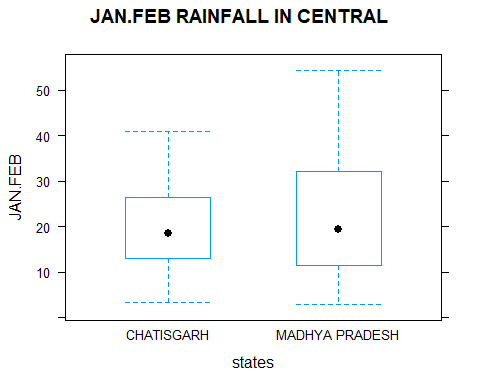 JAN.FEB RAINFALL IN CENTRAL
JAN.FEB
50
40
30
20
10
CHATISGARH MADHYA PRADESH
states